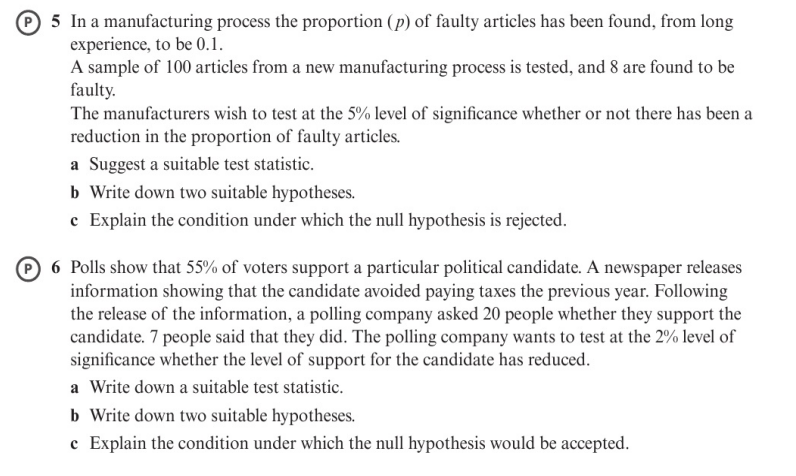 P 5 In a manufacturing process the proportion (p) of faulty articles has been found, from long
experience, to be 0.1.
A sample of 100 articles from a new manufacturing process is tested, and 8 are found to be
faulty.
The manufacturers wish to test at the 5% level of significance whether or not there has been a
reduction in the proportion of faulty articles.
a Suggest a suitable test statistic.
b Write down two suitable hypotheses.
c Explain the condition under which the null hypothesis is rejected.
P 6 Polls show that 55% of voters support a particular political candidate. A newspaper releases
information showing that the candidate avoided paying taxes the previous year. Following
the release of the information, a polling company asked 20 people whether they support the
candidate. 7 people said that they did. The polling company wants to test at the 2% level of
significance whether the level of support for the candidate has reduced.
a Write down a suitable test statistic.
b Write down two suitable hypotheses.
c Explain the condition under which the null hypothesis would be accepted.